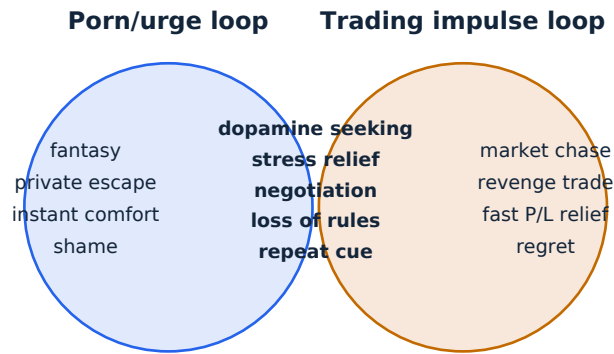 Porn/urge loop
Trading impulse loop
fantasy
private escape
instant comfort
shame
dopamine seeking
stress relief
negotiation
loss of rules
repeat cue
market chase
revenge trade
fast P/L relief
regret